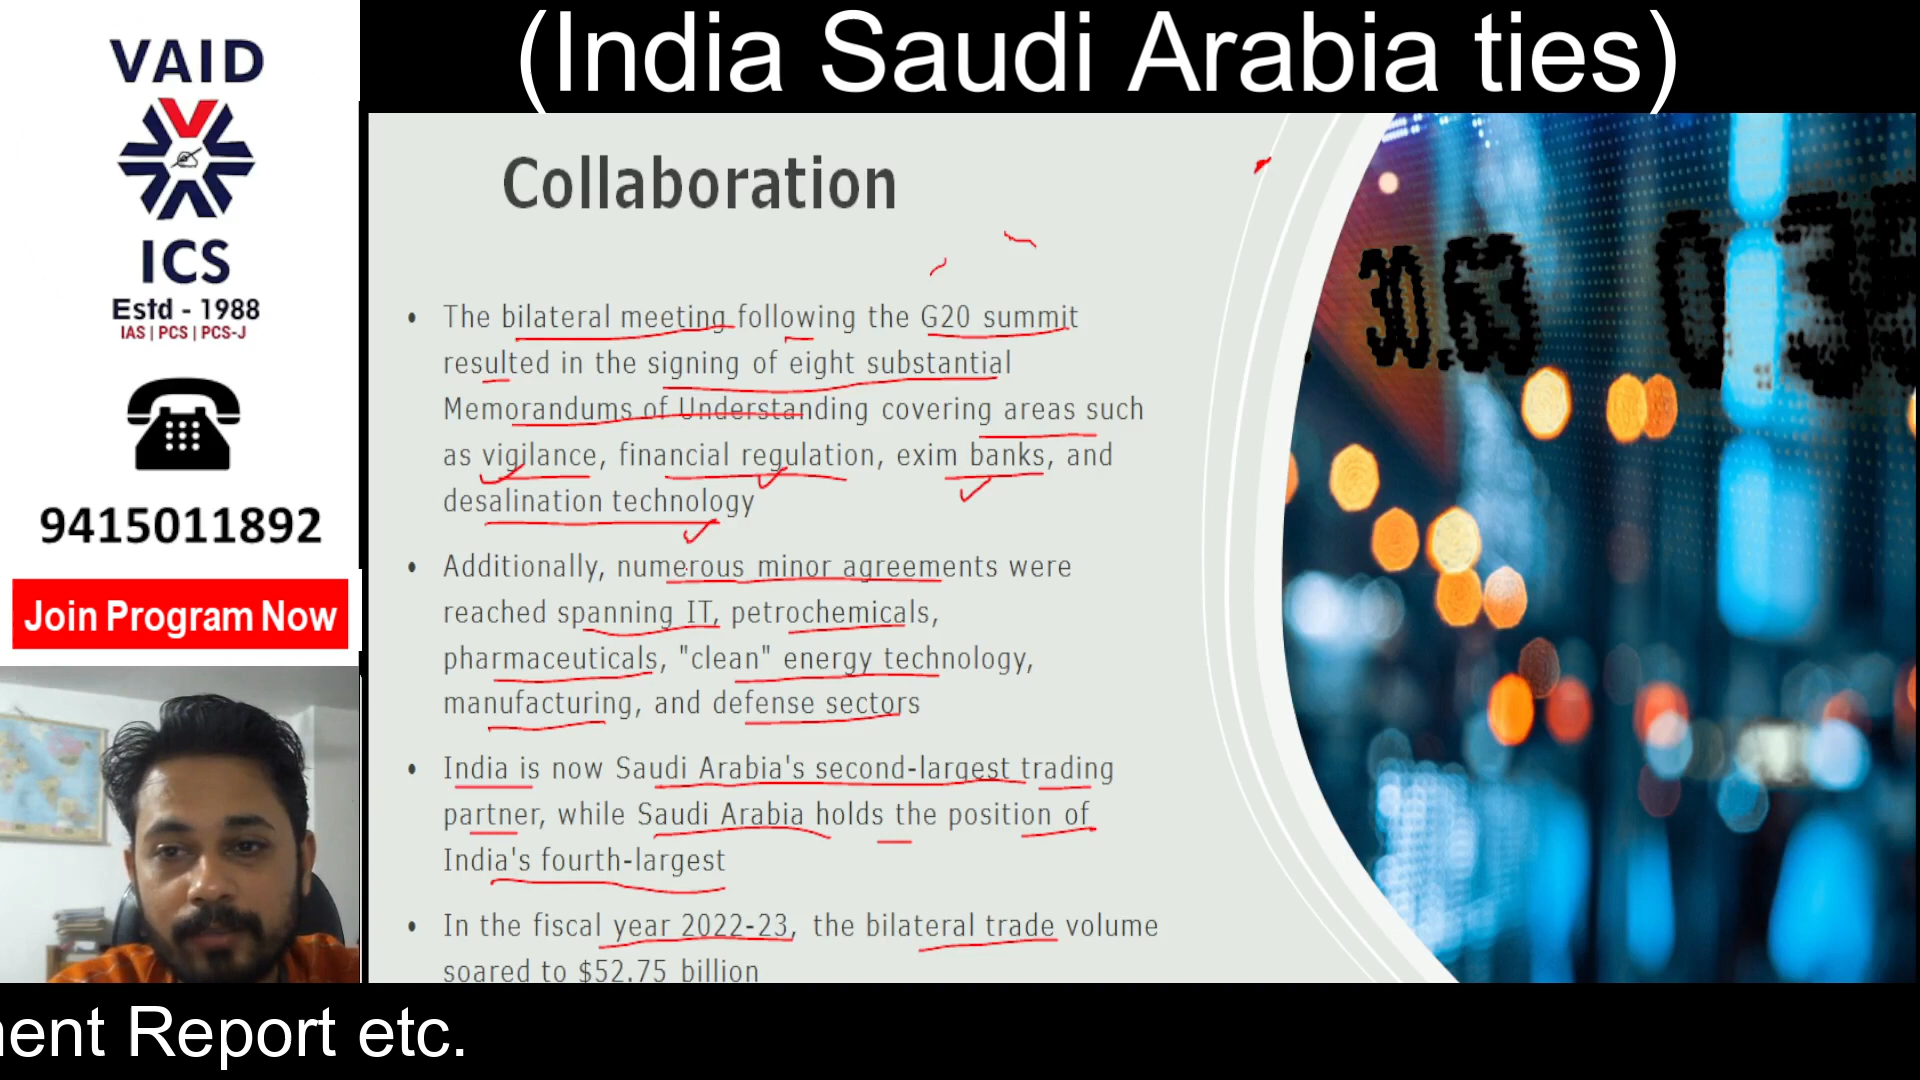 (India Saudi Arabia ties)
VAID
ICS
Estd - 1988
IAS | PCS | PCS-J
9415011892
Join Program Now
Collaboration
• The bilateral meeting following the G20 summit
resulted in the signing of eight substantial
Memorandums of Understanding covering areas such
as vigilance, financial regulation, exim banks, and
desalination technology
• Additionally, numerous minor agreements were
reached spanning IT, petrochemicals,
pharmaceuticals, "clean" energy technology,
manufacturing, and defense sectors
• India is now Saudi Arabia's second-largest trading
partner, while Saudi Arabia holds the position of
India's fourth-largest
• In the fiscal year 2022-23, the bilateral trade volume
soared to $52.75 billion
30.63
Report etc.